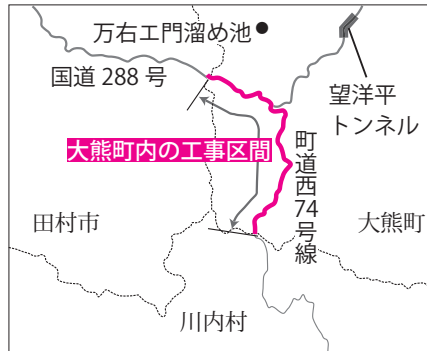 万右エ門溜め池
国道 288 号
望洋平
トンネル
大熊町内の工事区間
町道西74号線
田村市
大熊町
川内村